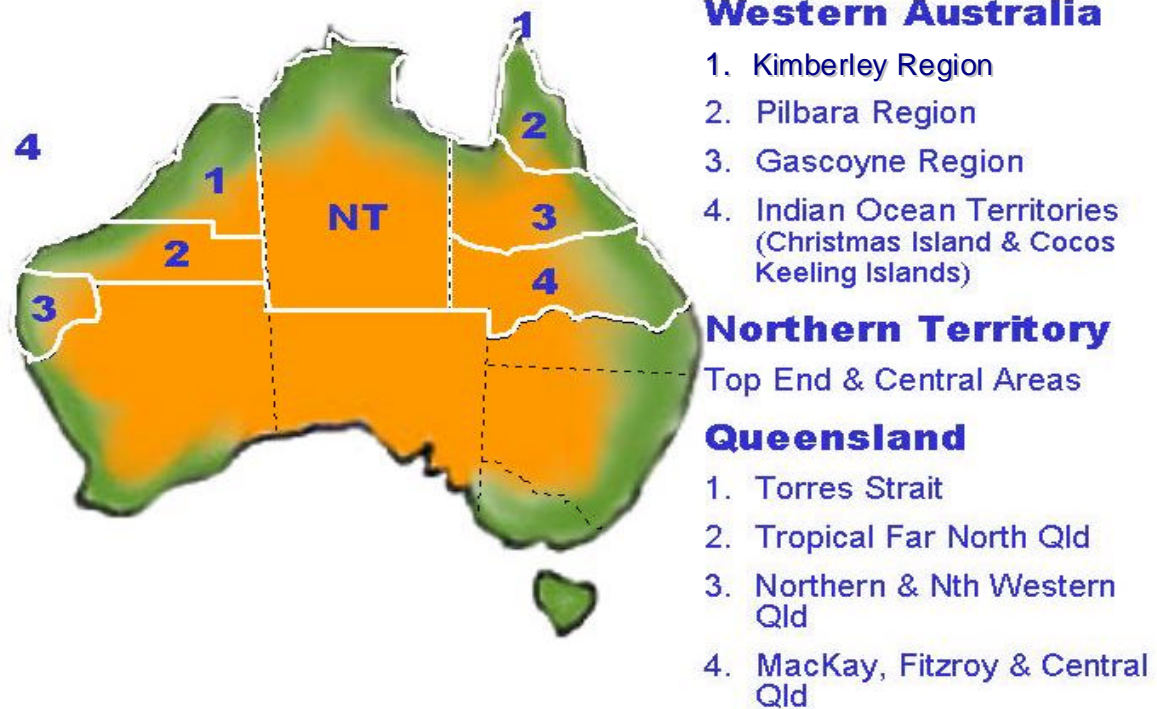 1
4
2
1
NT
3
2
4
3
Western Australia
1. Kimberley Region
2. Pilbara Region
3. Gascoyne Region
4. Indian Ocean Territories
(Christmas Island & Cocos
Keeling Islands)
Northern Territory
Top End & Central Areas
Queensland
1. Torres Strait
2. Tropical Far North Qld
3. Northern & Nth Western
Qld
4. MacKay, Fitzroy & Central
Qld